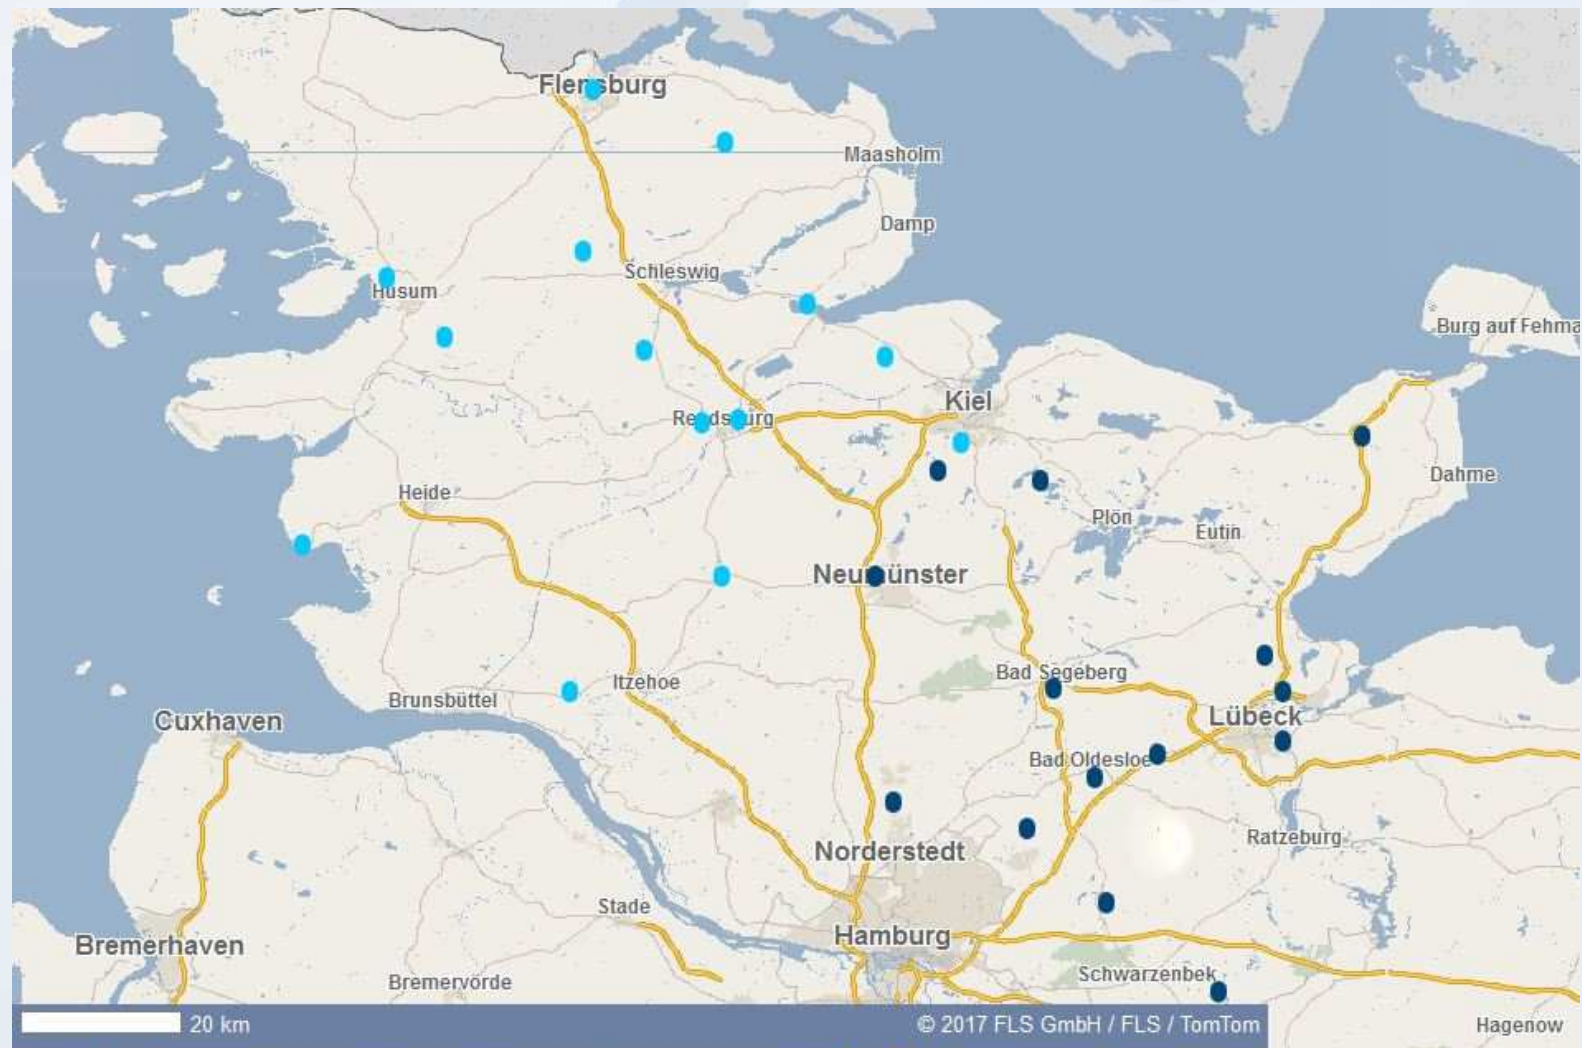 Flensburg
Maasholm
Damp
Schleswig
Husum
Burg auf Fehma
Kiel
Rendsburg
Dahme
Heide
Plön
Eutin
Neumünster
Bad Segeberg
Itzehoe
Brunsbüttel
Lübeck
Cuxhaven
Bad Oldesloe
Ratzeburg
Norderstedt
Stade
Hamburg
Bremerhaven
Schwarzenbek
Bremervörde
20 km
© 2017 FLS GmbH / FLS / TomTom
Hagenow